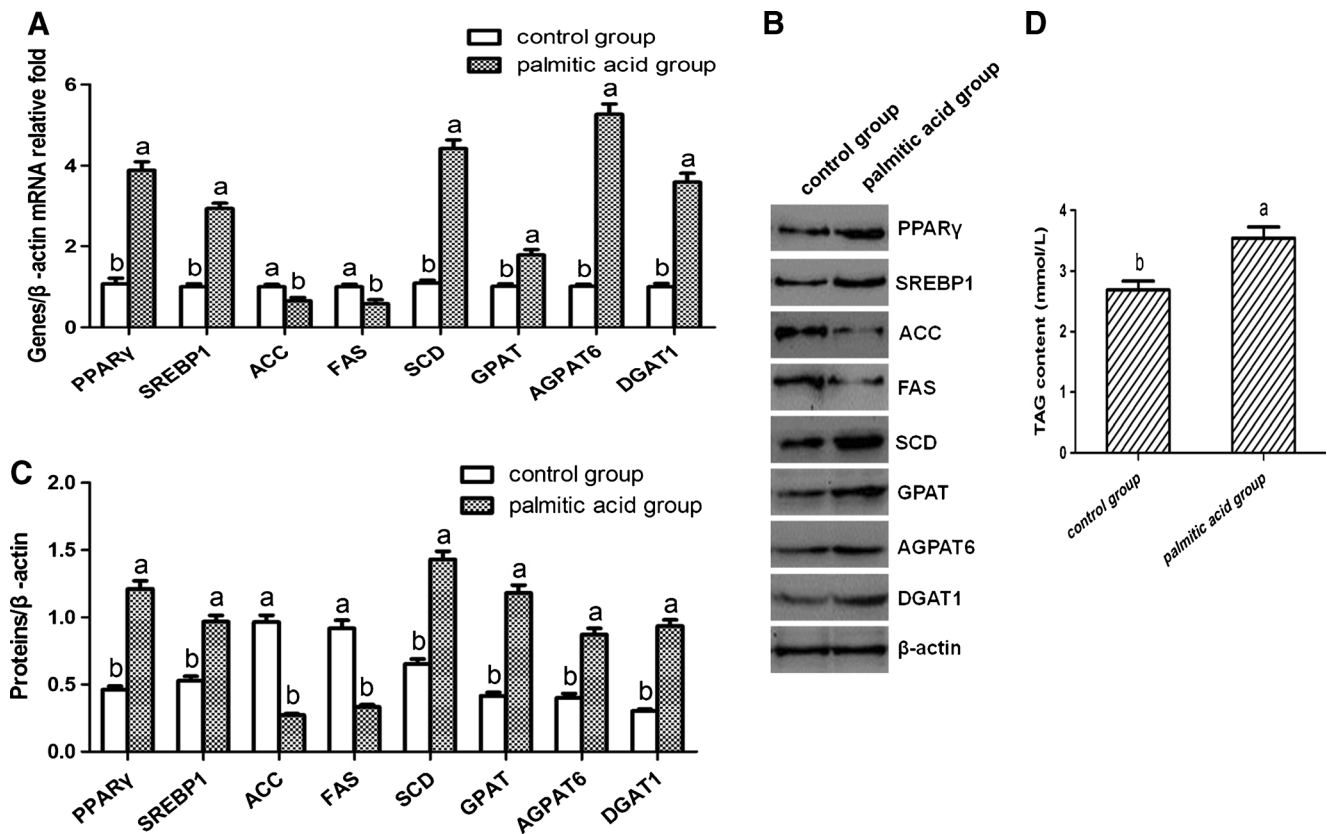 A
control group
palmitic acid group
Genes/β -actin mRNA relative fold
6
4
2
0
b
a
b
a
a
b
a
b
b
a
b
a
b
a
b
a
PPARγ
SREBP1
ACC
FAS
SCD
GPAT
AGPAT6
DGAT1
B
control group
palmitic acid group
PPARγ
SREBP1
ACC
FAS
SCD
GPAT
AGPAT6
DGAT1
β-actin
C
control group
palmitic acid group
Proteins/β -actin
2.0
1.5
1.0
0.5
0.0
b
a
b
a
a
b
a
b
b
a
b
a
b
a
b
a
PPARγ
SREBP1
ACC
FAS
SCD
GPAT
AGPAT6
DGAT1
D
TAG content (mmol/L)
4
3
2
1
0
b
a
control group
palmitic acid group